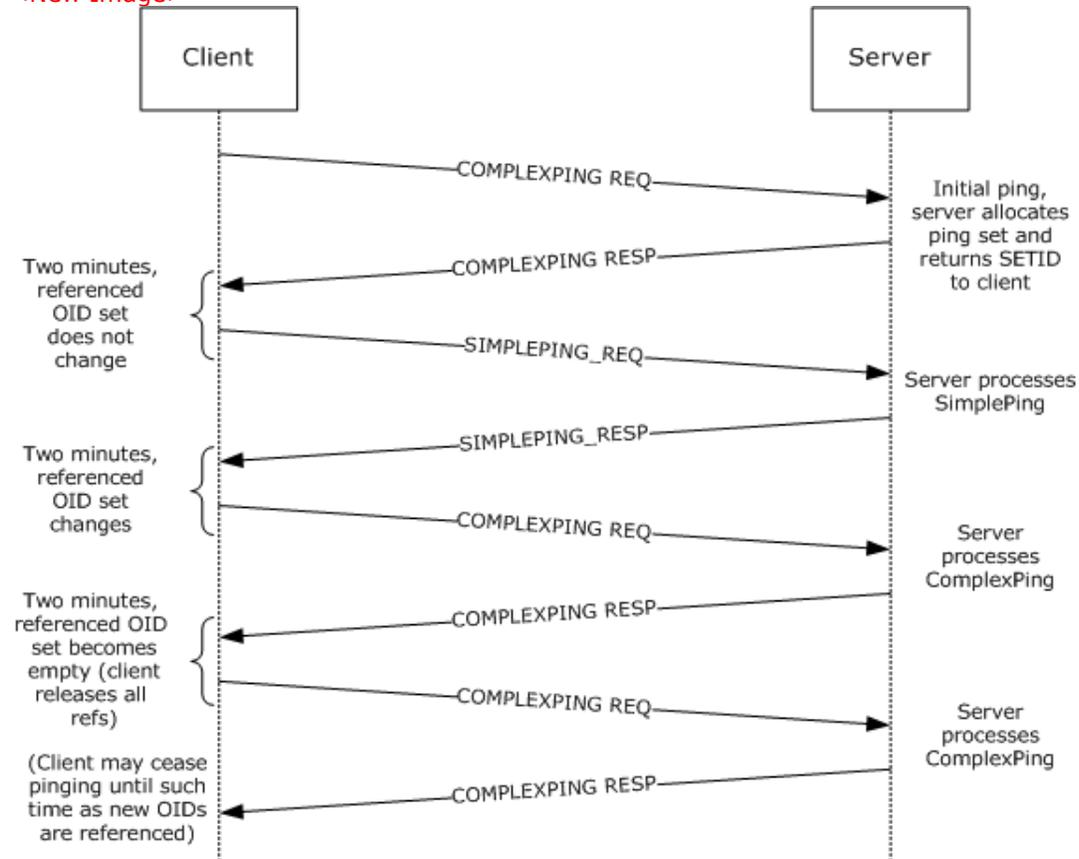 Client
Server
COMPLEXPING REQ
Initial ping,
server allocates
ping set and
returns SETID
to client
COMPLEXPING RESP
Two minutes,
referenced
OID set
does not
change
SIMPLEPING_REQ
Server processes
SimplePing
SIMPLEPING_RESP
Two minutes,
referenced
OID set
changes
COMPLEXPING REQ
Server
processes
ComplexPing
COMPLEXPING RESP
Two minutes,
referenced OID
set becomes
empty (client
releases all
refs)
COMPLEXPING REQ
Server
processes
ComplexPing
COMPLEXPING RESP
(Client may cease
pinging until such
time as new OIDs
are referenced)